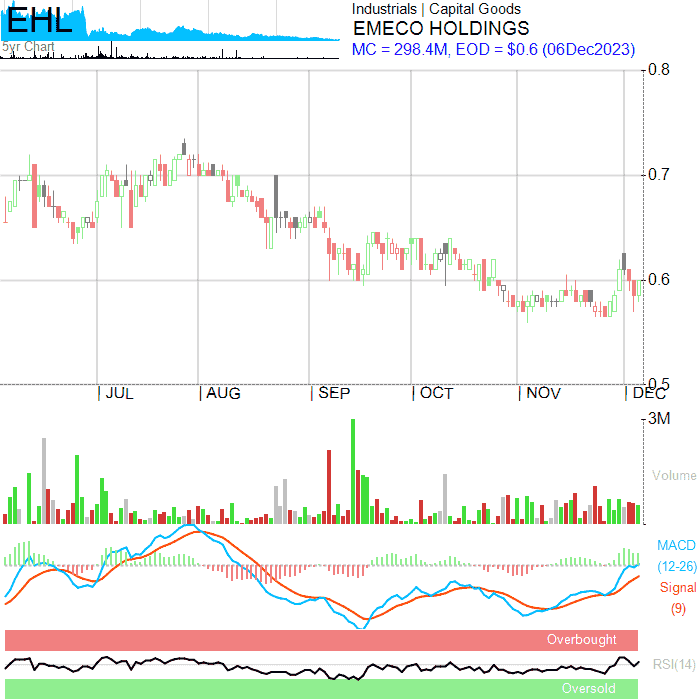 EHL
5yr Chart
Industrials | Capital Goods
EMECO HOLDINGS
MC = 298.4M, EOD = $0.6 (06Dec2023)
0.8
0.7
0.6
0.5
| JUL | AUG | SEP | OCT | NOV | DEC
3M
Volume
MACD
(12-26)
Signal
(9)
Overbought
RSI(14)
Oversold